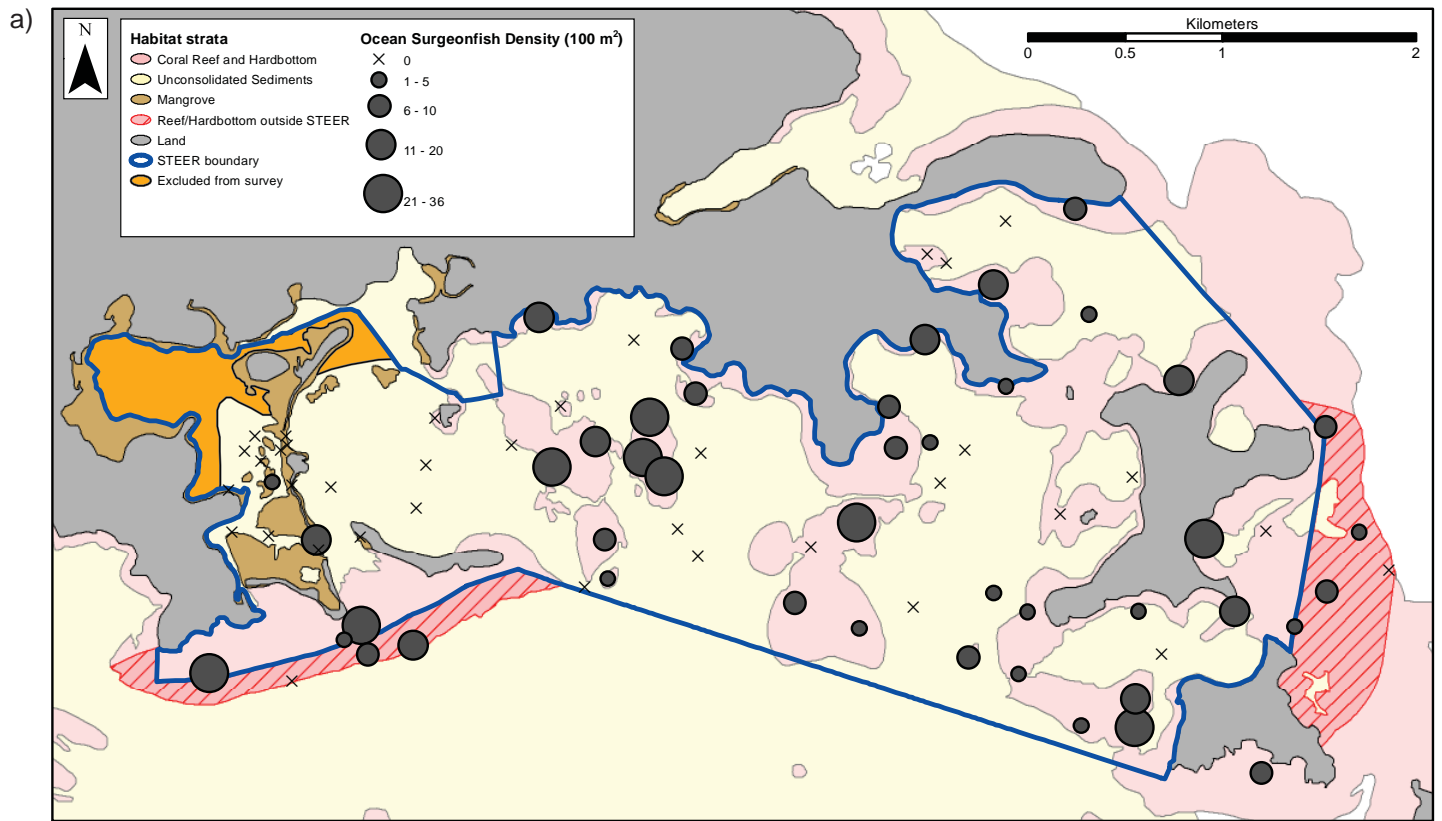 a)
N
Habitat strata
Coral Reef and Hardbottom
Unconsolidated Sediments
Mangrove
Reef/Hardbottom outside STEER
Land
STEER boundary
Excluded from survey
Ocean Surgeonfish Density (100 m²)
0
1 - 5
6 - 10
11 - 20
21 - 36
Kilometers
0 0.5 1 2